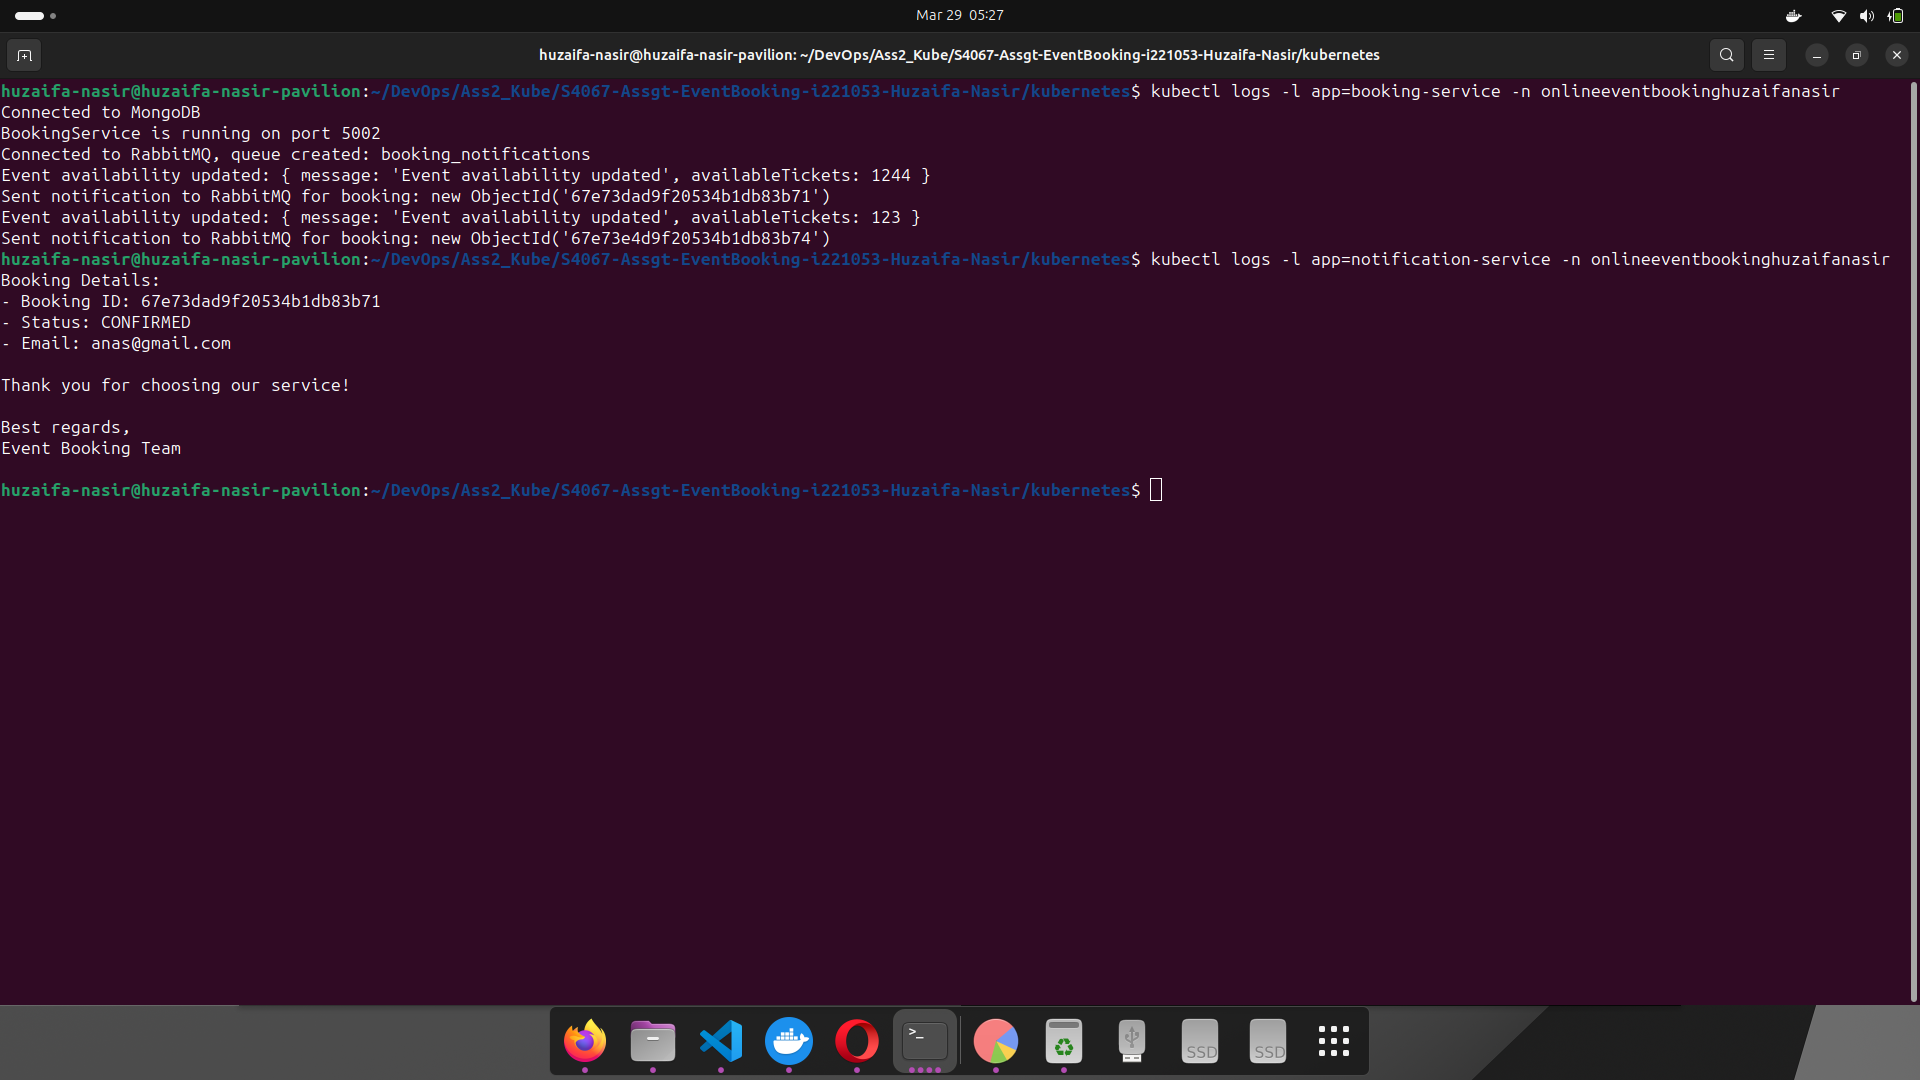 Mar 29 05:27
huzaifa-nasir@huzaifa-nasir-pavilion: ~/DevOps/Ass2_Kube/S4067-Assgt-EventBooking-i221053-Huzaifa-Nasir/kubernetes
huzaifa-nasir@huzaifa-nasir-pavilion:~/DevOps/Ass2_Kube/S4067-Assgt-EventBooking-i221053-Huzaifa-Nasir/kubernetes$ kubectl logs -l app=booking-service -n onlineeventbookinghuzaifanasir
Connected to MongoDB
BookingService is running on port 5002
Connected to RabbitMQ, queue created: booking_notifications
Event availability updated: { message: 'Event availability updated', availableTickets: 1244 }
Sent notification to RabbitMQ for booking: new ObjectId('67e73dad9f20534b1db83b71')
Event availability updated: { message: 'Event availability updated', availableTickets: 123 }
Sent notification to RabbitMQ for booking: new ObjectId('67e73e4d9f20534b1db83b74')
huzaifa-nasir@huzaifa-nasir-pavilion:~/DevOps/Ass2_Kube/S4067-Assgt-EventBooking-i221053-Huzaifa-Nasir/kubernetes$ kubectl logs -l app=notification-service -n onlineeventbookinghuzaifanasir
Booking Details:
- Booking ID: 67e73dad9f20534b1db83b71
- Status: CONFIRMED
- Email: anas@gmail.com
Thank you for choosing our service!
Best regards,
Event Booking Team
huzaifa-nasir@huzaifa-nasir-pavilion:~/DevOps/Ass2_Kube/S4067-Assgt-EventBooking-i221053-Huzaifa-Nasir/kubernetes$
>_
SSD
SSD